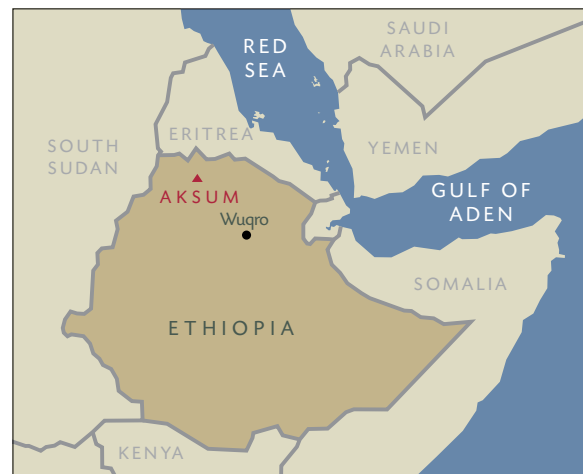 SAUDI
ARABIA
RED
SEA
SOUTH
SUDAN
ERITREA
YEMEN
AKSUM
Wuqro
GULF OF
ADEN
SOMALIA
ETHIOPIA
KENYA